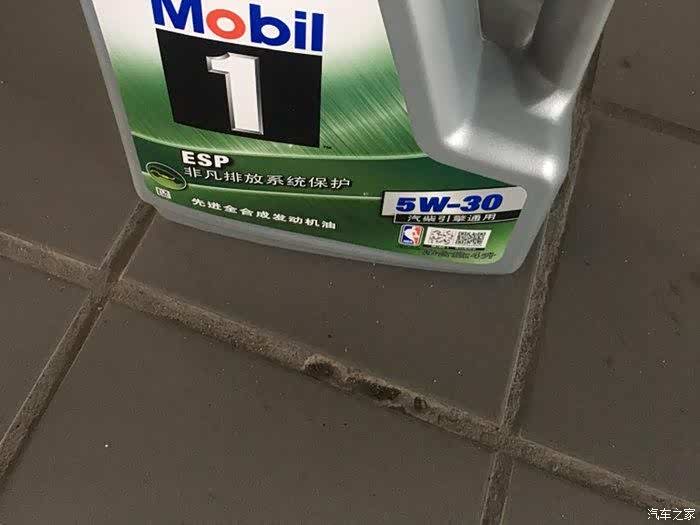 Mobil
1
ESP
非凡排放系统保护
5W-30
汽柴引擎通用
先进全合成发动机油
NBA
汽车之家